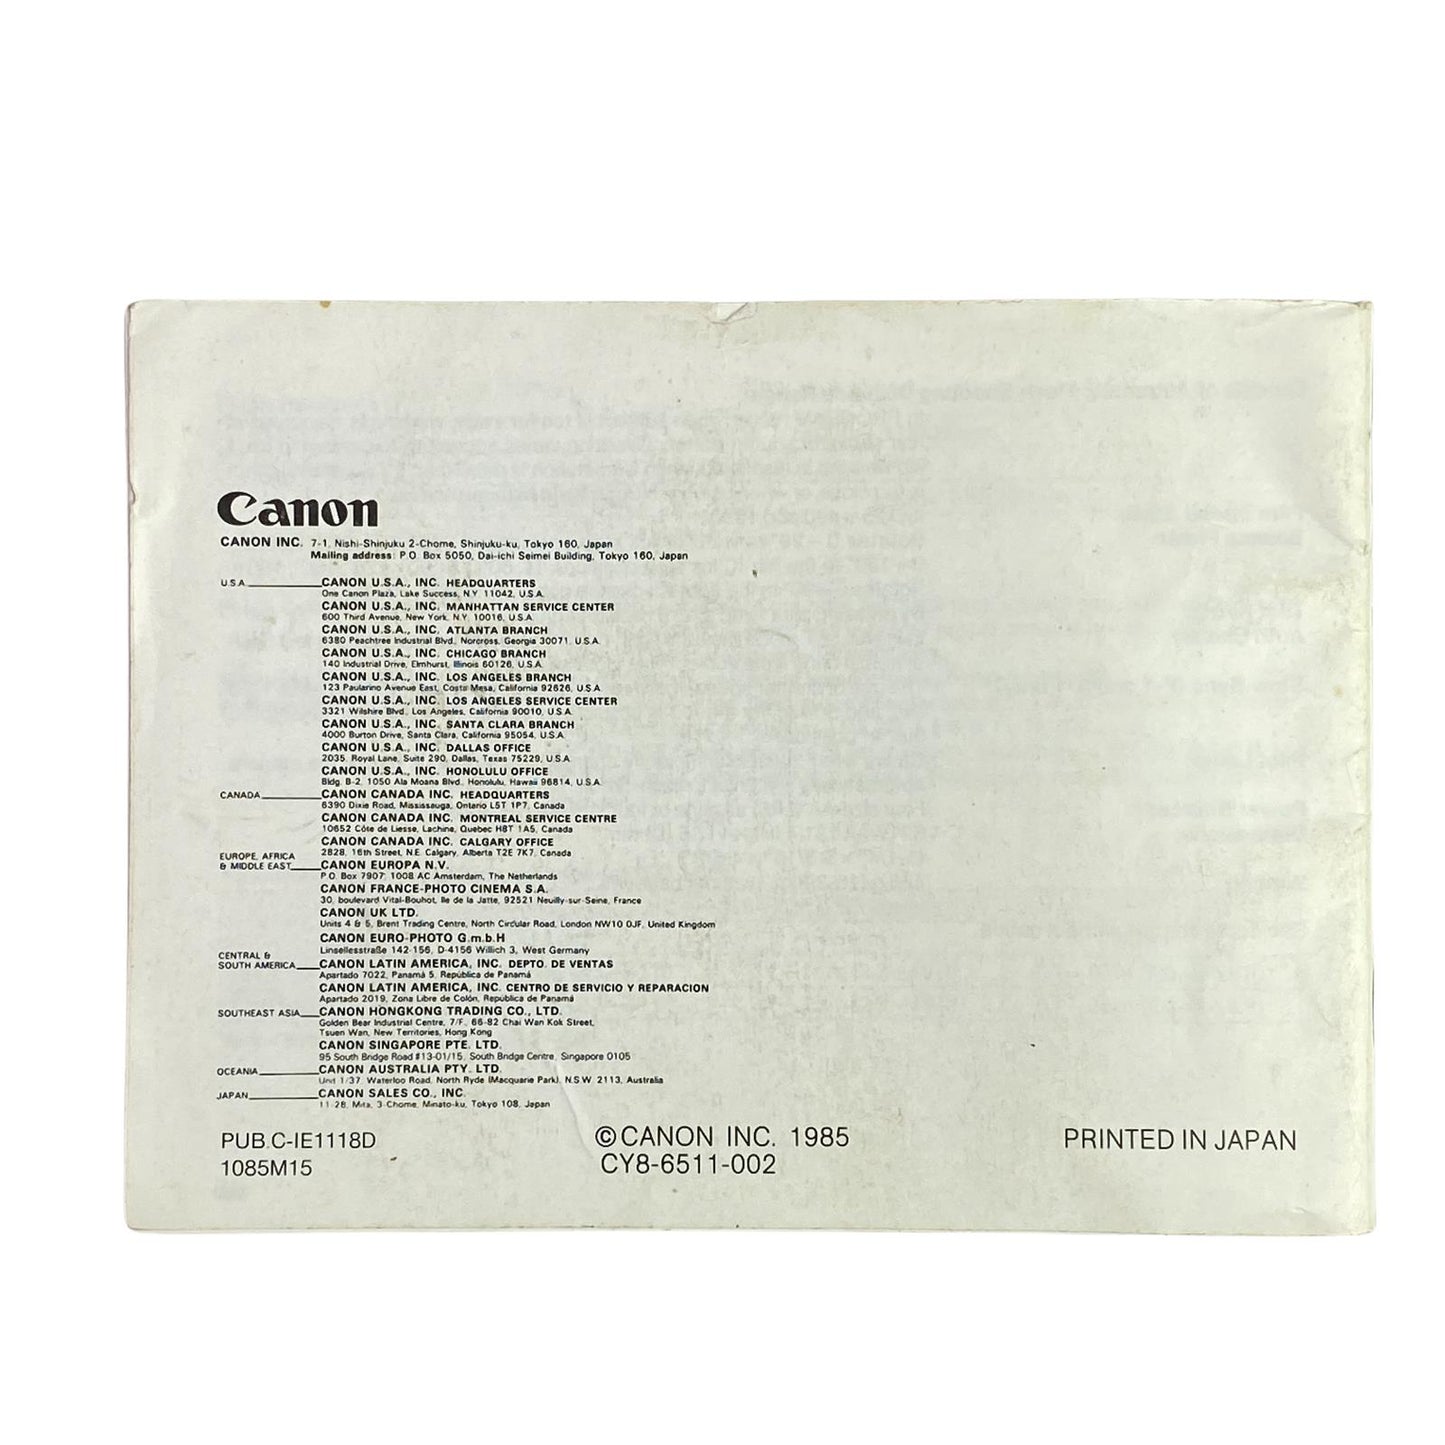 Canon
CANON INC. 7-1, Nishi-Shinjuku 2-Chome, Shinjuku-ku, Tokyo 160, Japan
Mailing address: P.O. Box 5050, Dai-ichi Seimei Building, Tokyo 160, Japan
U.S.A. CANON U.S.A., INC. HEADQUARTERS
One Canon Plaza, Lake Success, N.Y. 11042, U.S.A.
CANON U.S.A., INC. MANHATTAN SERVICE CENTER
600 Third Avenue, New York, N.Y. 10016, U.S.A.
CANON U.S.A., INC. ATLANTA BRANCH
6380 Peachtree Industrial Blvd., Norcross, Georgia 30071, U.S.A.
CANON U.S.A., INC. CHICAGO BRANCH
140 Industrial Drive, Elmhurst, Illinois 60126, U.S.A.
CANON U.S.A., INC. LOS ANGELES BRANCH
123 Paularino Avenue East, Costa Mesa, California 92626, U.S.A.
CANON U.S.A., INC. LOS ANGELES SERVICE CENTER
3321 Wilshire Blvd., Los Angeles, California 90010, U.S.A.
CANON U.S.A., INC. SANTA CLARA BRANCH
4000 Burton Drive, Santa Clara, California 95054, U.S.A.
CANON U.S.A., INC. DALLAS OFFICE
2035, Royal Lane, Suite 290, Dallas, Texas 75229, U.S.A.
CANON U.S.A., INC. HONOLULU OFFICE
Bldg. B-2, 1050 Ala Moana Blvd., Honolulu, Hawaii 96814, U.S.A.
CANADA CANON CANADA INC. HEADQUARTERS
6390 Dixie Road, Mississauga, Ontario L5T 1P7, Canada
CANON CANADA INC. MONTREAL SERVICE CENTRE
10652 Côte de Liesse, Lachine, Quebec H8T 1A5, Canada
CANON CANADA INC. CALGARY OFFICE
2828, 16th Street, N.E. Calgary, Alberta T2E 7K7, Canada
EUROPE, AFRICA
& MIDDLE EAST CANON EUROPA N.V.
P.O. Box 7907, 1008 AC Amsterdam, The Netherlands
CANON FRANCE-PHOTO CINEMA S.A.
30, boulevard Vital-Bouhot, Ile de la Jatte, 92521 Neuilly-sur-Seine, France
CANON UK LTD.
Units 4 & 5, Brent Trading Centre, North Circular Road, London NW10 0JF, United Kingdom
CANON EURO-PHOTO G.m.b.H
Linsellesstraße 142-156, D-4156 Willich 3, West Germany
CENTRAL &
SOUTH AMERICA CANON LATIN AMERICA, INC. DEPTO. DE VENTAS
Apartado 7022, Panamá 5, República de Panamá
CANON LATIN AMERICA, INC. CENTRO DE SERVICIO Y REPARACION
Apartado 2019, Zona Libre de Colón, República de Panamá
SOUTHEAST ASIA CANON HONGKONG TRADING CO., LTD.
Golden Bear Industrial Centre, 7/F., 66-82 Chai Wan Kok Street,
Tsuen Wan, New Territories, Hong Kong
CANON SINGAPORE PTE. LTD.
95 South Bridge Road #13-01/15, South Bridge Centre, Singapore 0105
OCEANIA CANON AUSTRALIA PTY. LTD.
Unit 1/37, Waterloo Road, North Ryde (Macquarie Park), N.S.W. 2113, Australia
JAPAN CANON SALES CO., INC.
11-28, Mita, 3-Chome, Minato-ku, Tokyo 108, Japan
PUB.C-IE1118D ©CANON INC. 1985 PRINTED IN JAPAN
1085M15 CY8-6511-002